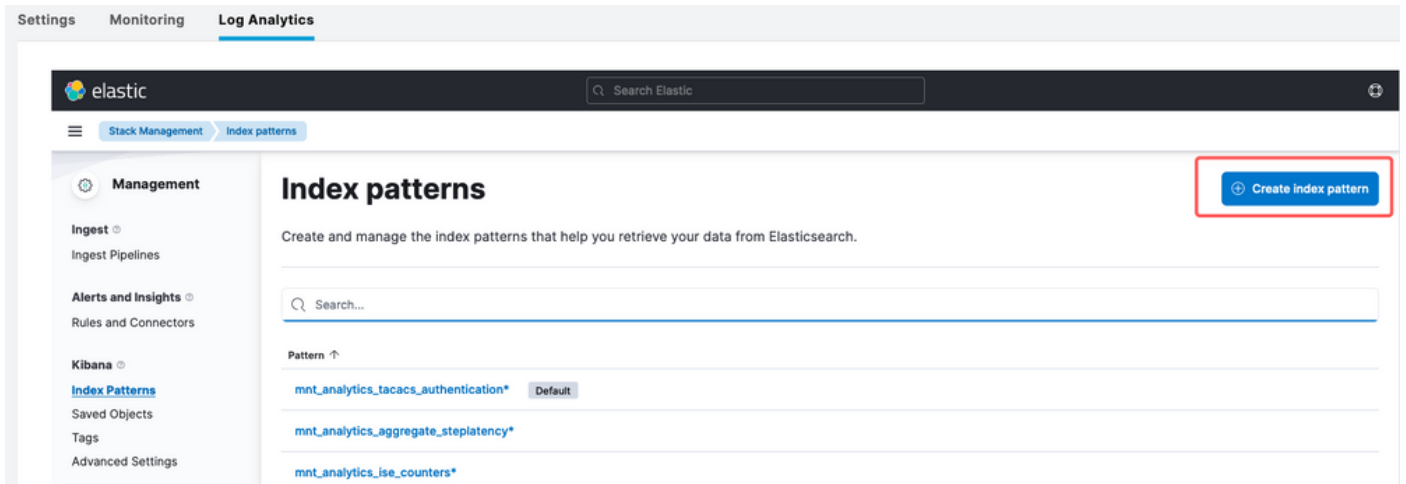 Settings Monitoring Log Analytics
elastic Search Elastic
Stack Management Index patterns
Management
Index patterns
Create index pattern
Ingest
Create and manage the index patterns that help you retrieve your data from Elasticsearch.
Ingest Pipelines
Alerts and Insights
Search...
Rules and Connectors
Kibana
Pattern
Index Patterns
mnt_analytics_tacacs_authentication* Default
Saved Objects
Tags
mnt_analytics_aggregate_steplatency*
Advanced Settings
mnt_analytics_ise_counters*